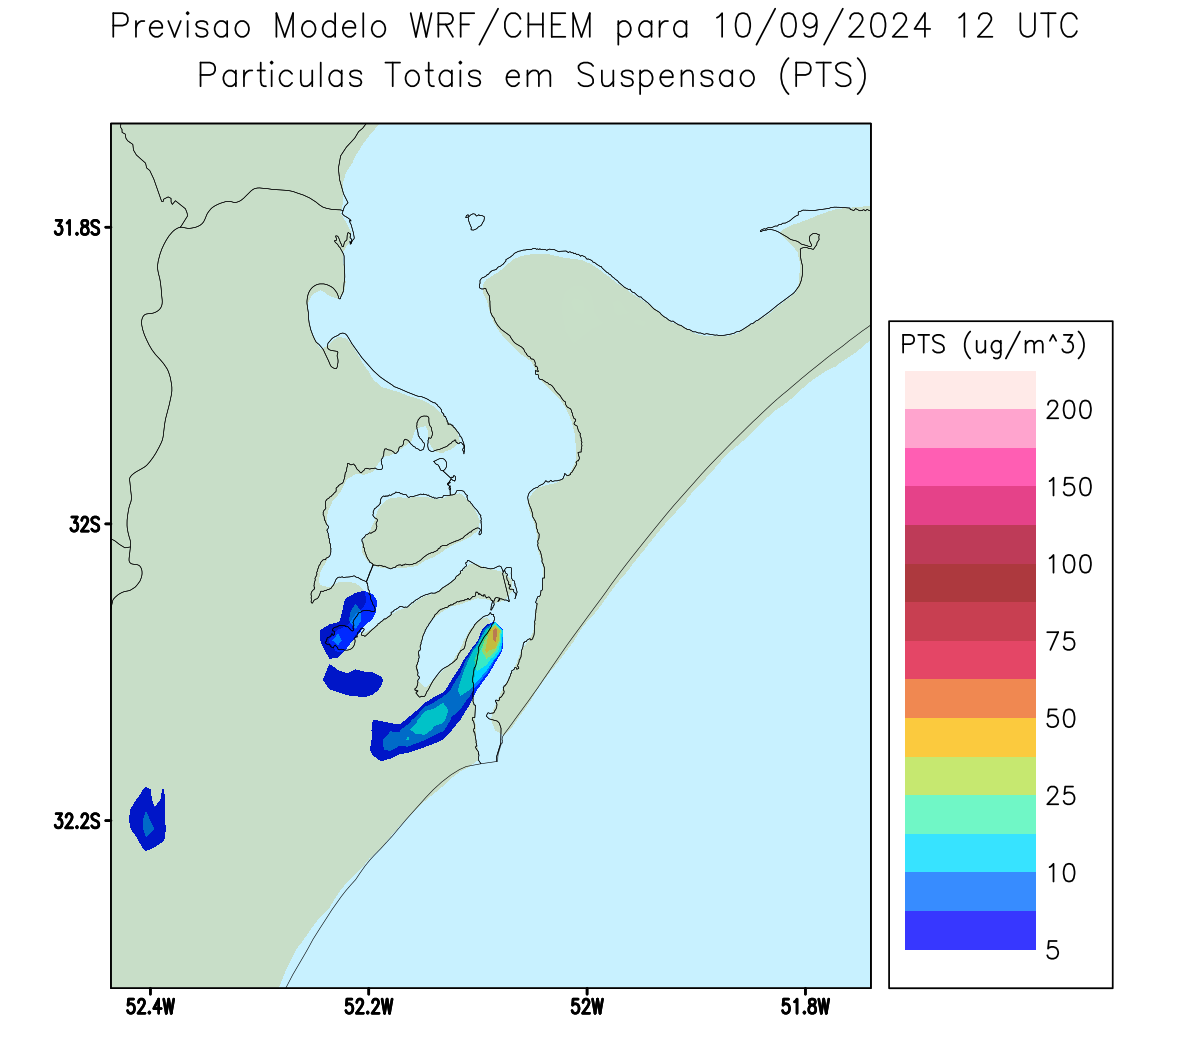 Previsao Modelo WRF/CHEM para 10/09/2024 12 UTC
Particulas Totais em Suspensao (PTS)
31.8S
32S
32.2S
52.4W 52.2W 52W 51.8W
PTS (ug/m^3)
200
150
100
75
50
25
10
5